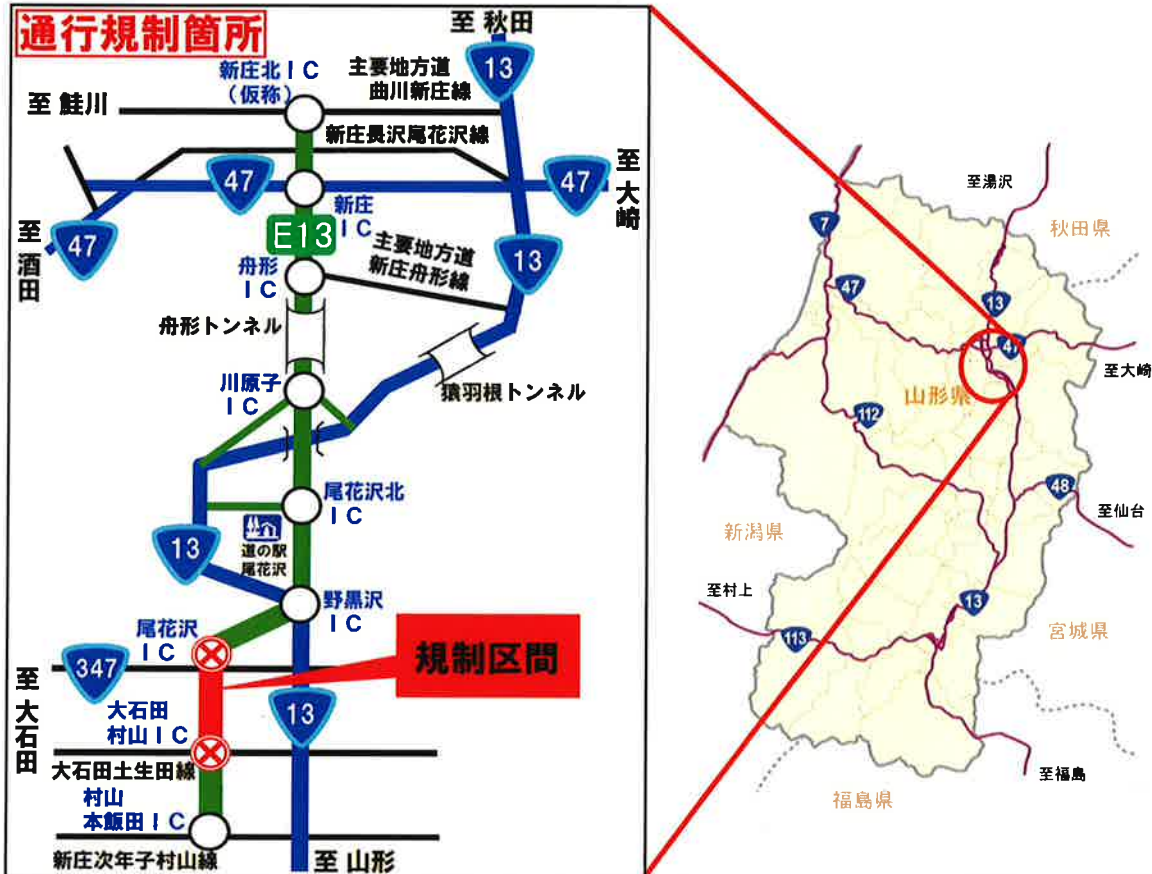 通行規制箇所
至 秋田
13
新庄北IC
(仮称)
主要地方道
曲川新庄線
至 鮭川
新庄長沢尾花沢線
47
47
至大崎
新庄
IC
47
至酒田
E13
主要地方道
新庄舟形線
13
舟形
IC
舟形トンネル
川原子
IC
猿羽根トンネル
尾花沢北
IC
道の駅
尾花沢
13
野黒沢
IC
尾花沢
IC
規制区間
347
至大石田
大石田
村山IC
13
大石田土生田線
村山
本飯田IC
新庄次年子村山線
至 山形
至湯沢
秋田県
7
47
13
47
至大崎
山形県
112
48
至仙台
新潟県
至村上
13
宮城県
113
至福島
福島県